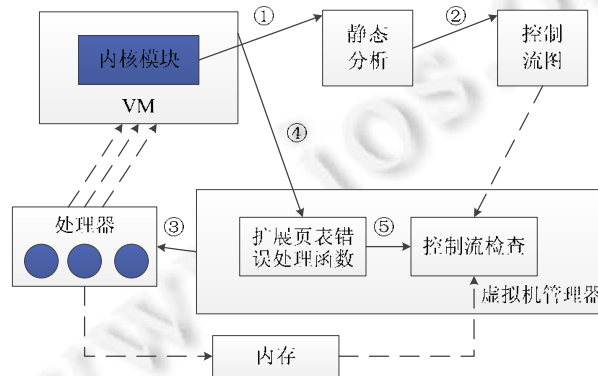 ①
②
内核模块
VM
静态
分析
控制
流图
④
处理器
③
扩展页表错
误处理函数
⑤
控制流检查
虚拟机管理器
内存